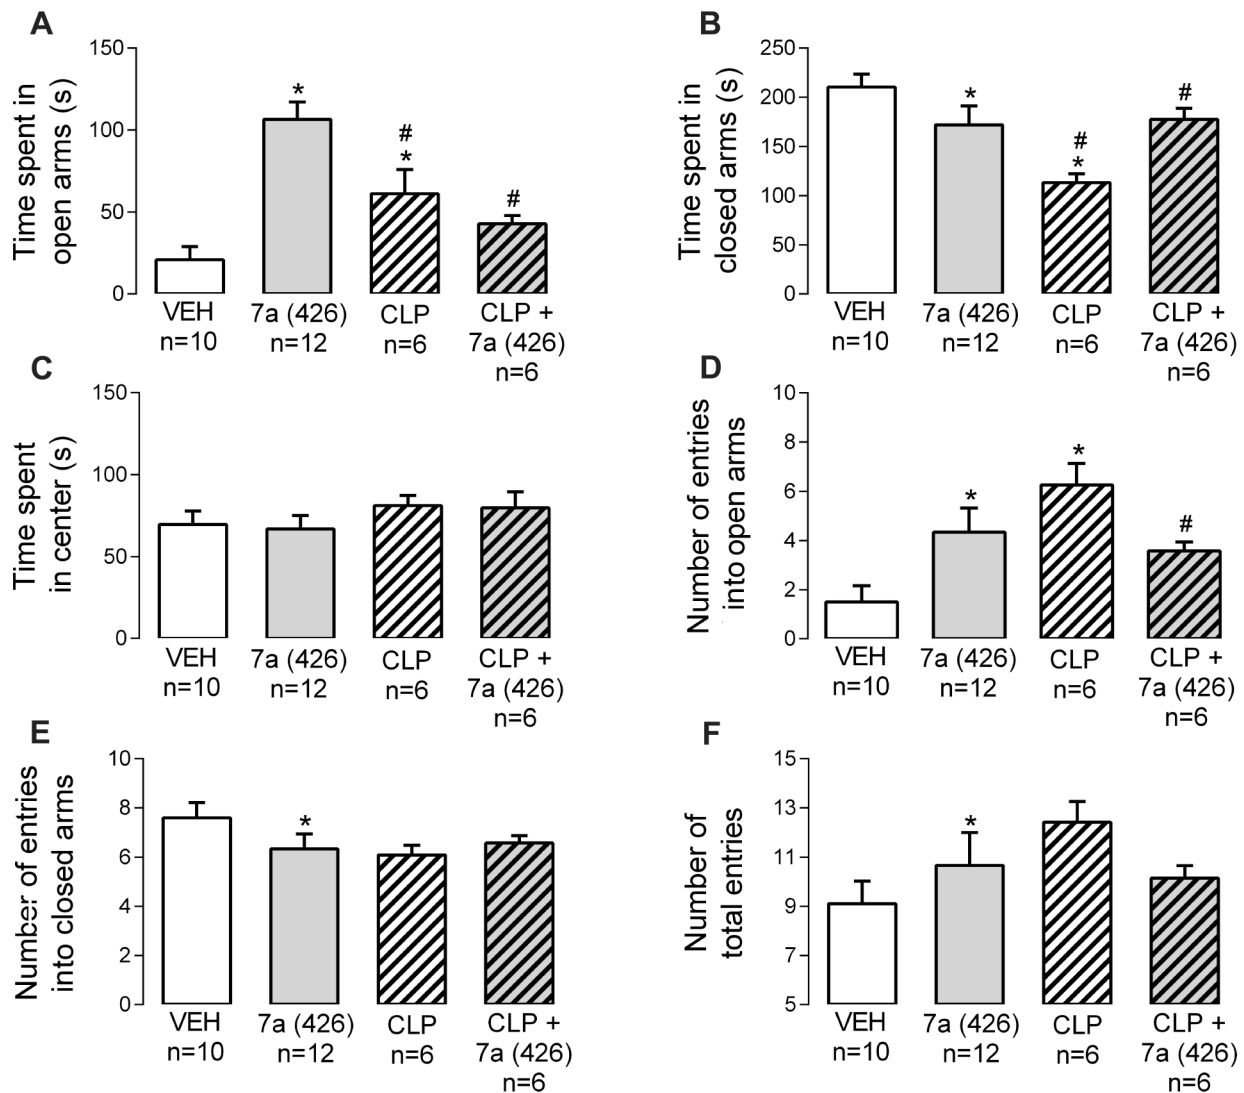 A
Time spent in
open arms (s)
150
100
50
0
*
#
*
#
VEH
n=10
7a (426)
n=12
CLP
n=6
CLP +
7a (426)
n=6
B
Time spent in
closed arms (s)
250
200
150
100
50
0
*
#
*
#
VEH
n=10
7a (426)
n=12
CLP
n=6
CLP +
7a (426)
n=6
C
Time spent
in center (s)
150
100
50
0
VEH
n=10
7a (426)
n=12
CLP
n=6
CLP +
7a (426)
n=6
D
Number of entries
into open arms
10
8
6
4
2
0
*
*
#
VEH
n=10
7a (426)
n=12
CLP
n=6
CLP +
7a (426)
n=6
E
Number of entries
into closed arms
10
8
6
4
2
0
*
VEH
n=10
7a (426)
n=12
CLP
n=6
CLP +
7a (426)
n=6
F
Number of
total entries
15
13
11
9
7
5
*
VEH
n=10
7a (426)
n=12
CLP
n=6
CLP +
7a (426)
n=6